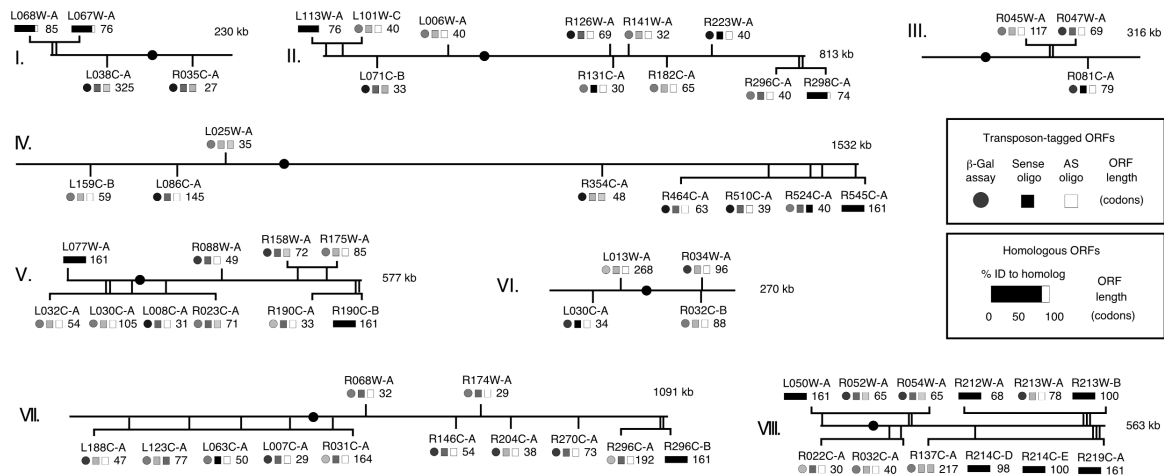 L068W-A L067W-A
85 76
230 kb
I.
L038C-A R035C-A
325 27
L113W-A L101W-C L006W-A R126W-A R141W-A R223W-A
76 40 40 69 32 40
813 kb
II.
L071C-B R131C-A R182C-A R296C-A R298C-A
33 30 65 40 74
R045W-A R047W-A
117 69
316 kb
III.
R081C-A
79
L025W-A
35
1532 kb
IV.
L159C-B L086C-A R354C-A R464C-A R510C-A R524C-A R545C-A
59 145 48 63 39 40 161
Transposon-tagged ORFs
β-Gal assay Sense oligo AS oligo ORF length
(codons)
Homologous ORFs
% ID to homolog
ORF length
(codons)
0 50 100
L077W-A R088W-A R158W-A R175W-A
161 49 72 85
577 kb
V.
L032C-A L030C-A L008C-A R023C-A R190C-A R190C-B
54 105 31 71 33 161
L013W-A R034W-A
268 96
270 kb
VI.
L030C-A R032C-B
34 88
R068W-A R174W-A
32 29
1091 kb
VII.
L188C-A L123C-A L063C-A L007C-A R031C-A R146C-A R204C-A R270C-A R296C-A R296C-B
47 77 50 29 164 54 38 73 192 161
L050W-A R052W-A R054W-A R212W-A R213W-A R213W-B
161 65 65 68 78 100
563 kb
VIII.
R022C-A R032C-A R137C-A R214C-D R214C-E R219C-A
30 40 217 98 100 161